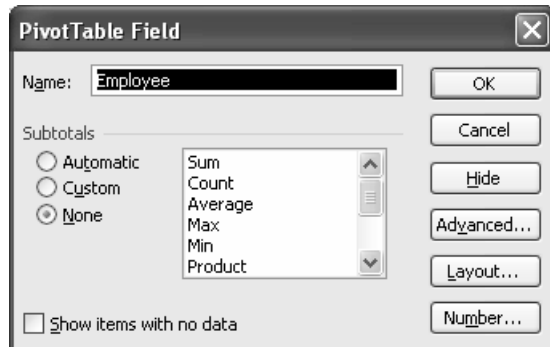 PivotTable Field
Name: Employee
OK
Subtotals
Cancel
Automatic
Custom
None
Sum
Count
Average
Max
Min
Product
Hide
Advanced...
Layout...
Show items with no data
Number...